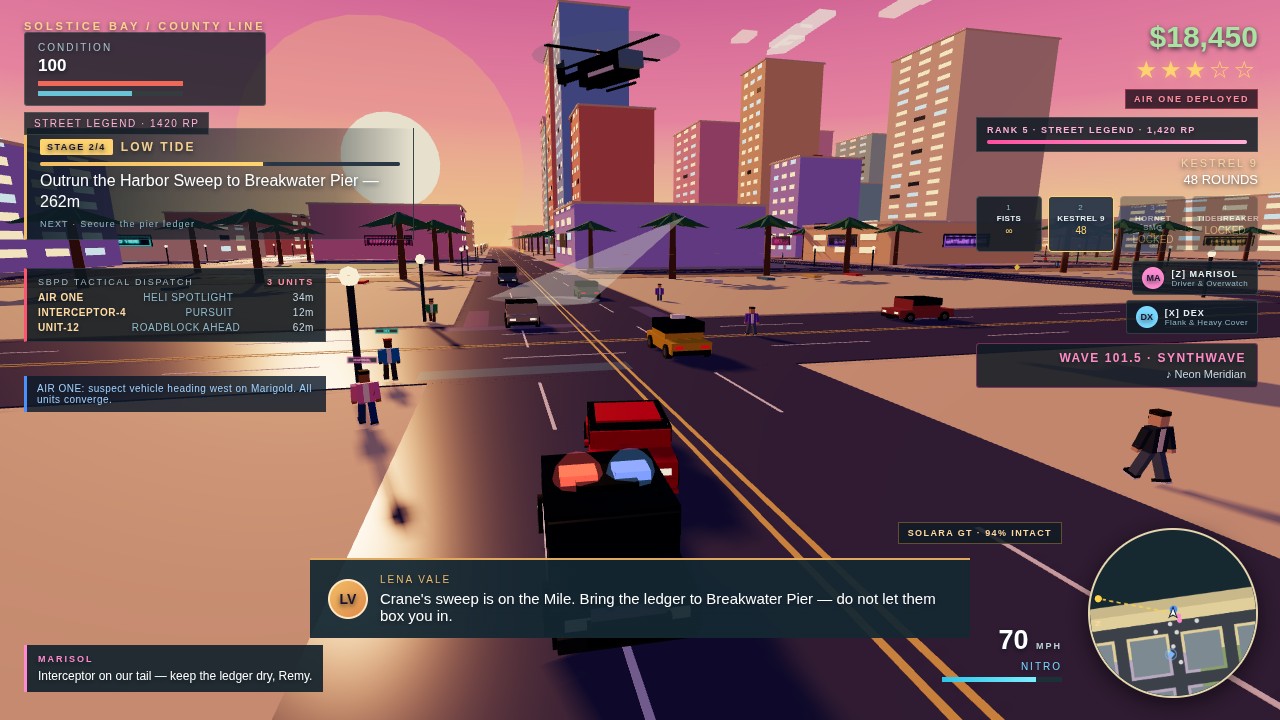 SOLSTICE BAY / COUNTY LINE
CONDITION
100
STREET LEGEND · 1420 RP
STAGE 2/4 LOW TIDE
Outrun the Harbor Sweep to Breakwater Pier —
262m
NEXT · Secure the pier ledger
SBPD TACTICAL DISPATCH 3 UNITS
AIR ONE HELI SPOTLIGHT 34m
INTERCEPTOR-4 PURSUIT 12m
UNIT-12 ROADBLOCK AHEAD 62m
AIR ONE: suspect vehicle heading west on Marigold. All
units converge.
$18,450
★★★☆☆
AIR ONE DEPLOYED
RANK 5 · STREET LEGEND · 1,420 RP
KESTREL 9
48 ROUNDS
1
FISTS
∞
2
KESTREL 9
48
3
HORNET
SMG
LOCKED
4
TIDEBREAKER
LOCKED
MA [Z] MARISOL
Driver & Overwatch
DX [X] DEX
Flank & Heavy Cover
WAVE 101.5 · SYNTHWAVE
♪ Neon Meridian
SOLARA GT · 94% INTACT
LV
LENA VALE
Crane's sweep is on the Mile. Bring the ledger to Breakwater Pier — do not let them
box you in.
70 MPH
NITRO
MARISOL
Interceptor on our tail — keep the ledger dry, Remy.